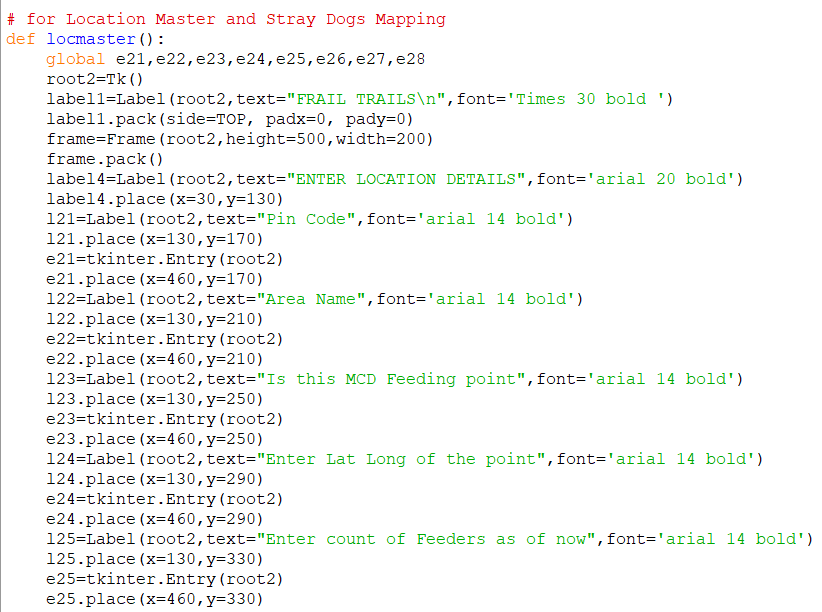 # for Location Master and Stray Dogs Mapping
def locmaster():
    global e21,e22,e23,e24,e25,e26,e27,e28
    root2=Tk()
    label1=Label(root2,text="FRAIL TRAILS\n",font='Times 30 bold ')
    label1.pack(side=TOP, padx=0, pady=0)
    frame=Frame(root2,height=500,width=200)
    frame.pack()
    label4=Label(root2,text="ENTER LOCATION DETAILS",font='arial 20 bold')
    label4.place(x=30,y=130)
    l21=Label(root2,text="Pin Code",font='arial 14 bold')
    l21.place(x=130,y=170)
    e21=tkinter.Entry(root2)
    e21.place(x=460,y=170)
    l22=Label(root2,text="Area Name",font='arial 14 bold')
    l22.place(x=130,y=210)
    e22=tkinter.Entry(root2)
    e22.place(x=460,y=210)
    l23=Label(root2,text="Is this MCD Feeding point",font='arial 14 bold')
    l23.place(x=130,y=250)
    e23=tkinter.Entry(root2)
    e23.place(x=460,y=250)
    l24=Label(root2,text="Enter Lat Long of the point",font='arial 14 bold')
    l24.place(x=130,y=290)
    e24=tkinter.Entry(root2)
    e24.place(x=460,y=290)
    l25=Label(root2,text="Enter count of Feeders as of now",font='arial 14 bold')
    l25.place(x=130,y=330)
    e25=tkinter.Entry(root2)
    e25.place(x=460,y=330)